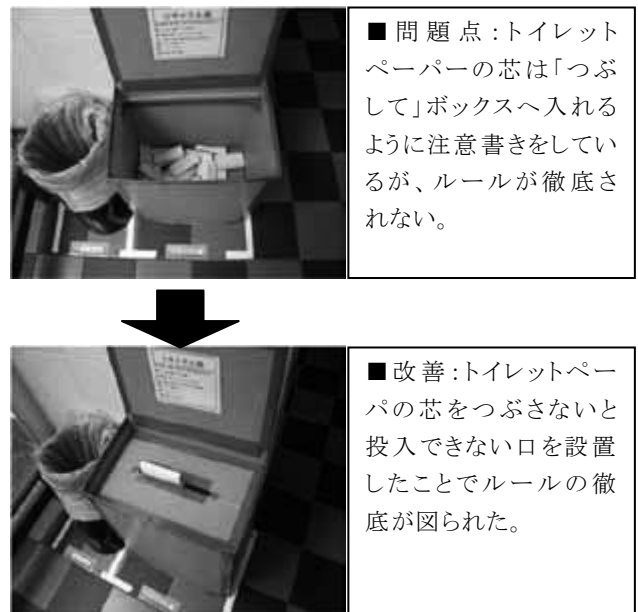 ■問題点:トイレット
ペーパーの芯は「つぶ
して」ボックスへ入れる
ように注意書きをしてい
るが、ルールが徹底さ
れない。
■改善:トイレットペー
パの芯をつぶさないと
投入できない口を設置
したことでルールの徹
底が図られた。